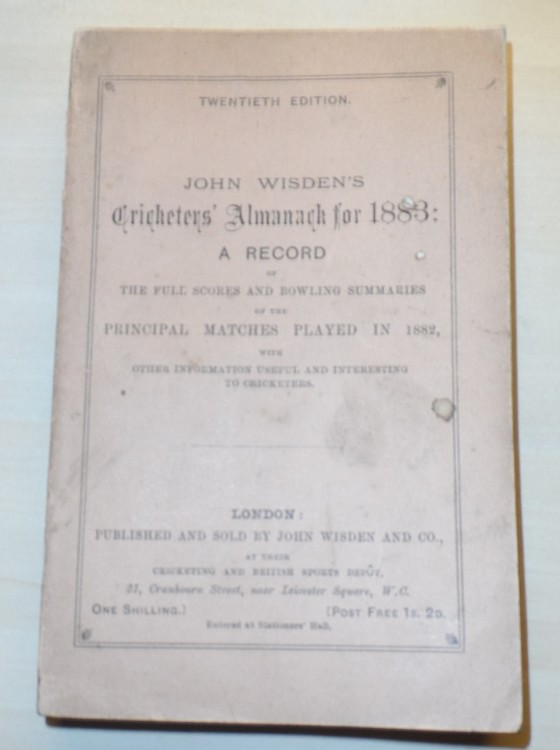 TWENTIETH EDITION.
JOHN WISDEN'S
Cricketers' Almanack for 1883:
A RECORD
OF
THE FULL SCORES AND BOWLING SUMMARIES
OF THE
PRINCIPAL MATCHES PLAYED IN 1882,
WITH
OTHER INFORMATION USEFUL AND INTERESTING
TO CRICKETERS.
LONDON:
PUBLISHED AND SOLD BY JOHN WISDEN AND CO.,
AT THEIR
CRICKETING AND BRITISH SPORTS DEPÔT,
21, Cranbourn Street, near Leicester Square, W.C.
ONE SHILLING.)
(POST FREE 1S. 2D.
Entered at Stationers' Hall.